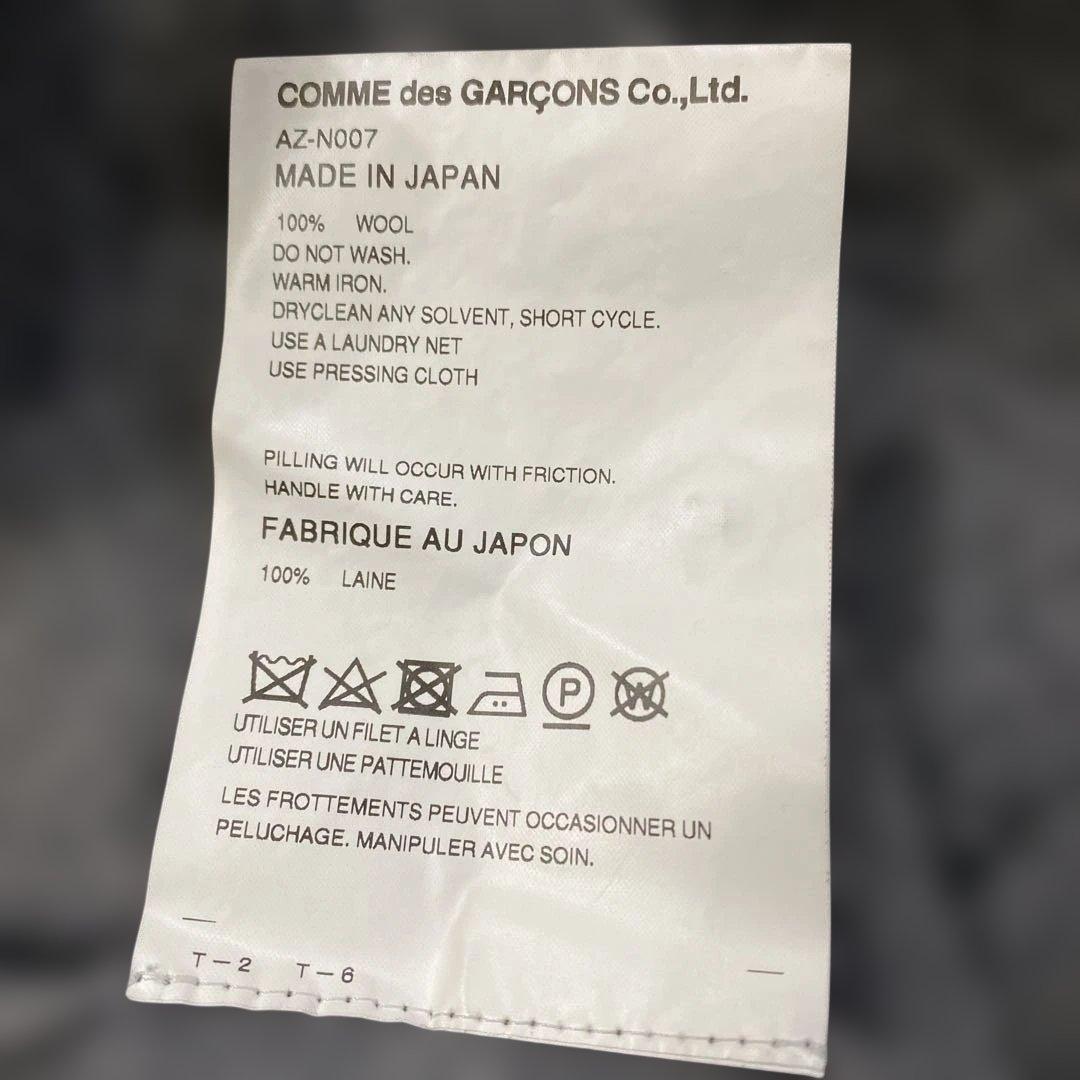 COMME des GARÇONS Co.,Ltd.
AZ-N007
MADE IN JAPAN
100% WOOL
DO NOT WASH.
WARM IRON.
DRYCLEAN ANY SOLVENT, SHORT CYCLE.
USE A LAUNDRY NET
USE PRESSING CLOTH
PILLING WILL OCCUR WITH FRICTION.
HANDLE WITH CARE.
FABRIQUE AU JAPON
100% LAINE
P W
UTILISER UN FILET A LINGE
UTILISER UNE PATTEMOUILLE
LES FROTTEMENTS PEUVENT OCCASIONNER UN
PELUCHAGE. MANIPULER AVEC SOIN.
T-2 T-6